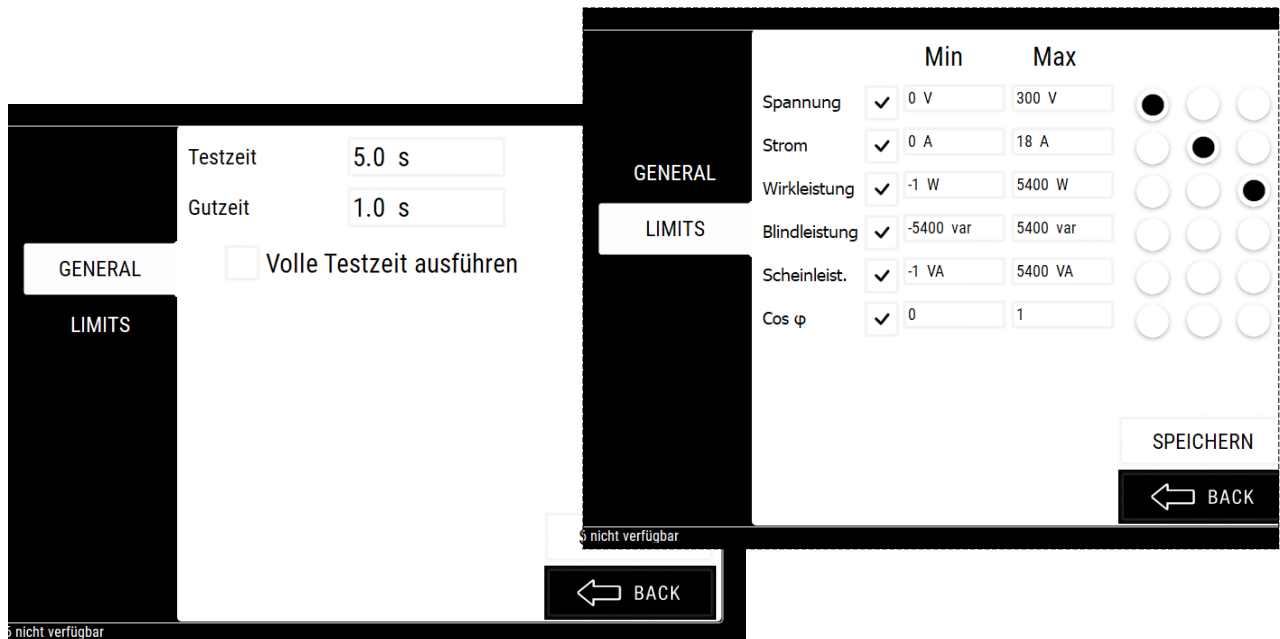 Testzeit 5.0 s
Gutzeit 1.0 s
Volle Testzeit ausführen
GENERAL
LIMITS
BACK
nicht verfügbar
Min Max
Spannung 0 V 300 V
Strom 0 A 18 A
Wirkleistung -1 W 5400 W
Blindleistung -5400 var 5400 var
Scheinleist. -1 VA 5400 VA
Cos φ 0 1
GENERAL
LIMITS
SPEICHERN
BACK
nicht verfügbar